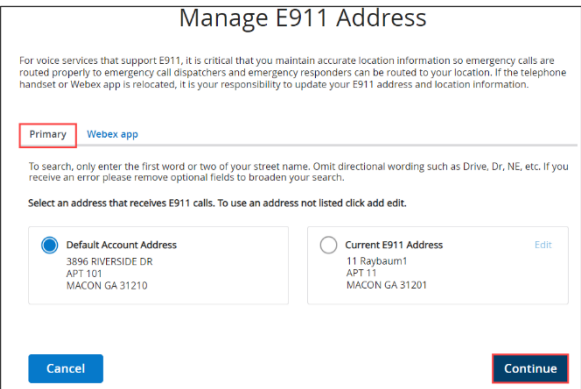 Manage E911 Address
For voice services that support E911, it is critical that you maintain accurate location information so emergency calls are
routed properly to emergency call dispatchers and emergency responders can be routed to your location. If the telephone
handset or Webex app is relocated, it is your responsibility to update your E911 address and location information.
Primary Webex app
To search, only enter the first word or two of your street name. Omit directional wording such as Drive, Dr, NE, etc. If you
receive an error please remove optional fields to broaden your search.
Select an address that receives E911 calls. To use an address not listed click add edit.
Default Account Address
3896 RIVERSIDE DR
APT 101
MACON GA 31210
Current E911 Address Edit
11 Raybaum1
APT 11
MACON GA 31201
Cancel Continue